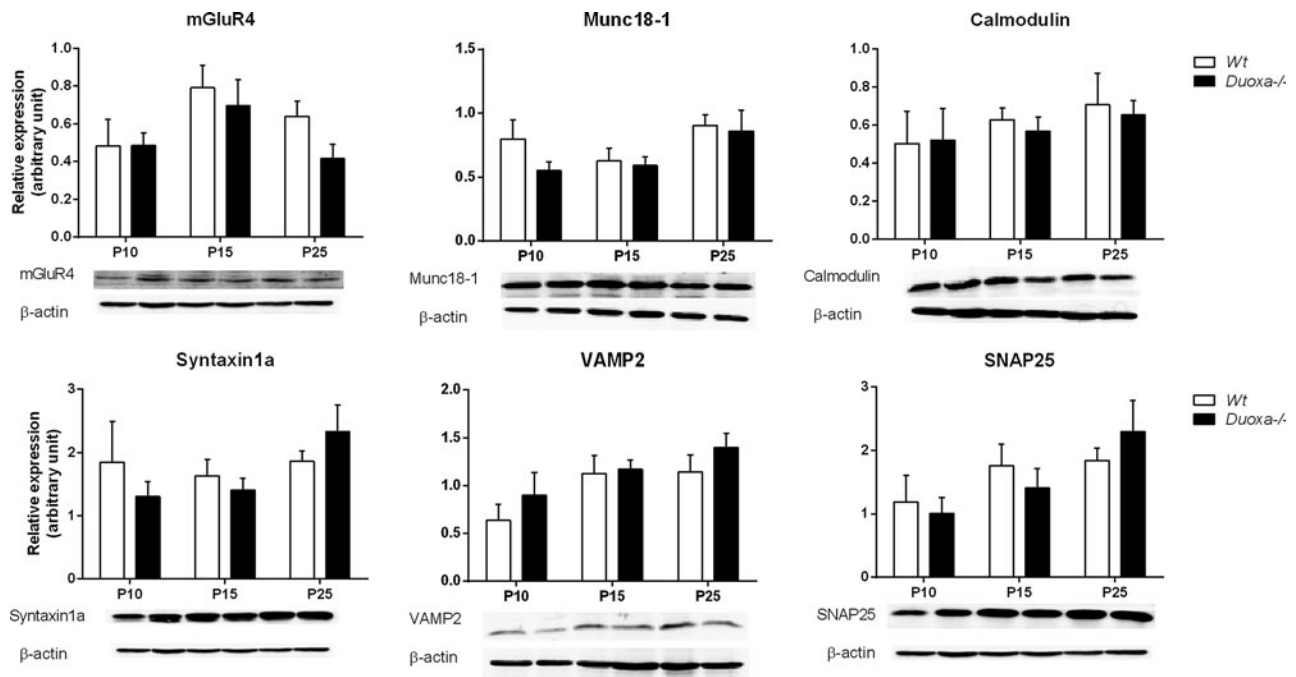 mGluR4
Relative expression
(arbitrary unit)
1.0
0.8
0.6
0.4
0.2
0.0
P10 P15 P25
mGluR4
β-actin
Munc18-1
1.5
1.0
0.5
0.0
P10 P15 P25
Munc18-1
β-actin
Calmodulin
1.0
0.8
0.6
0.4
0.2
0.0
P10 P15 P25
Calmodulin
β-actin
Wt
Duoxa-/-
Syntaxin1a
Relative expression
(arbitrary unit)
3
2
1
0
P10 P15 P25
Syntaxin1a
β-actin
VAMP2
2.0
1.5
1.0
0.5
0.0
P10 P15 P25
VAMP2
β-actin
SNAP25
3
2
1
0
P10 P15 P25
SNAP25
β-actin
Wt
Duoxa-/-